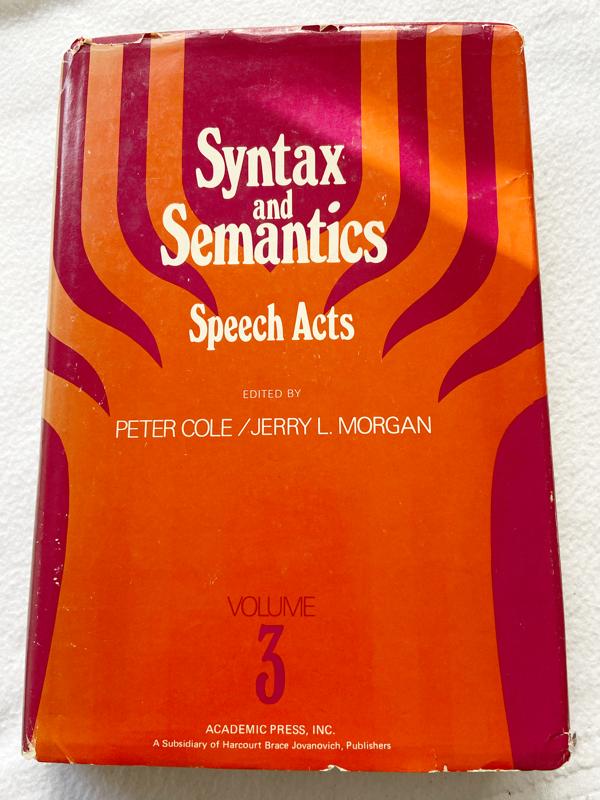 Syntax
and
Semantics
Speech Acts
EDITED BY
PETER COLE / JERRY L. MORGAN
VOLUME
3
ACADEMIC PRESS, INC.
A Subsidiary of Harcourt Brace Jovanovich, Publishers